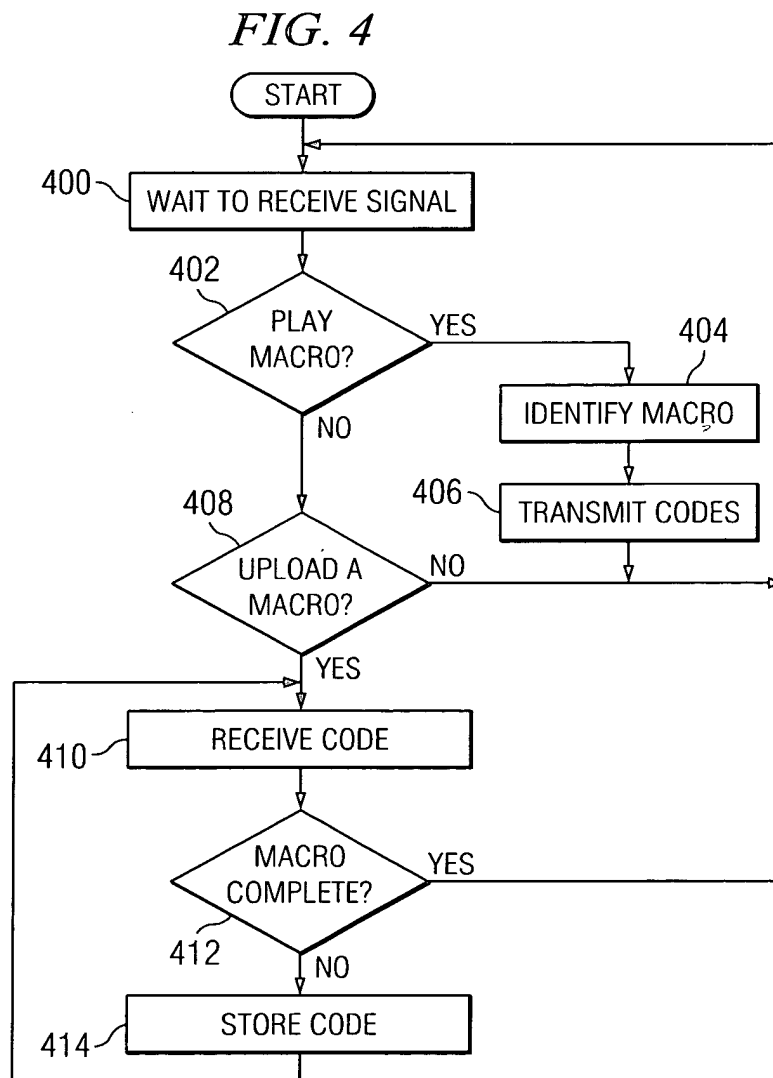 FIG. 4
START
400
WAIT TO RECEIVE SIGNAL
402
PLAY
MACRO?
YES
NO
404
IDENTIFY MACRO
406
TRANSMIT CODES
408
UPLOAD A
MACRO?
NO
YES
410
RECEIVE CODE
MACRO
COMPLETE?
YES
412
NO
414
STORE CODE